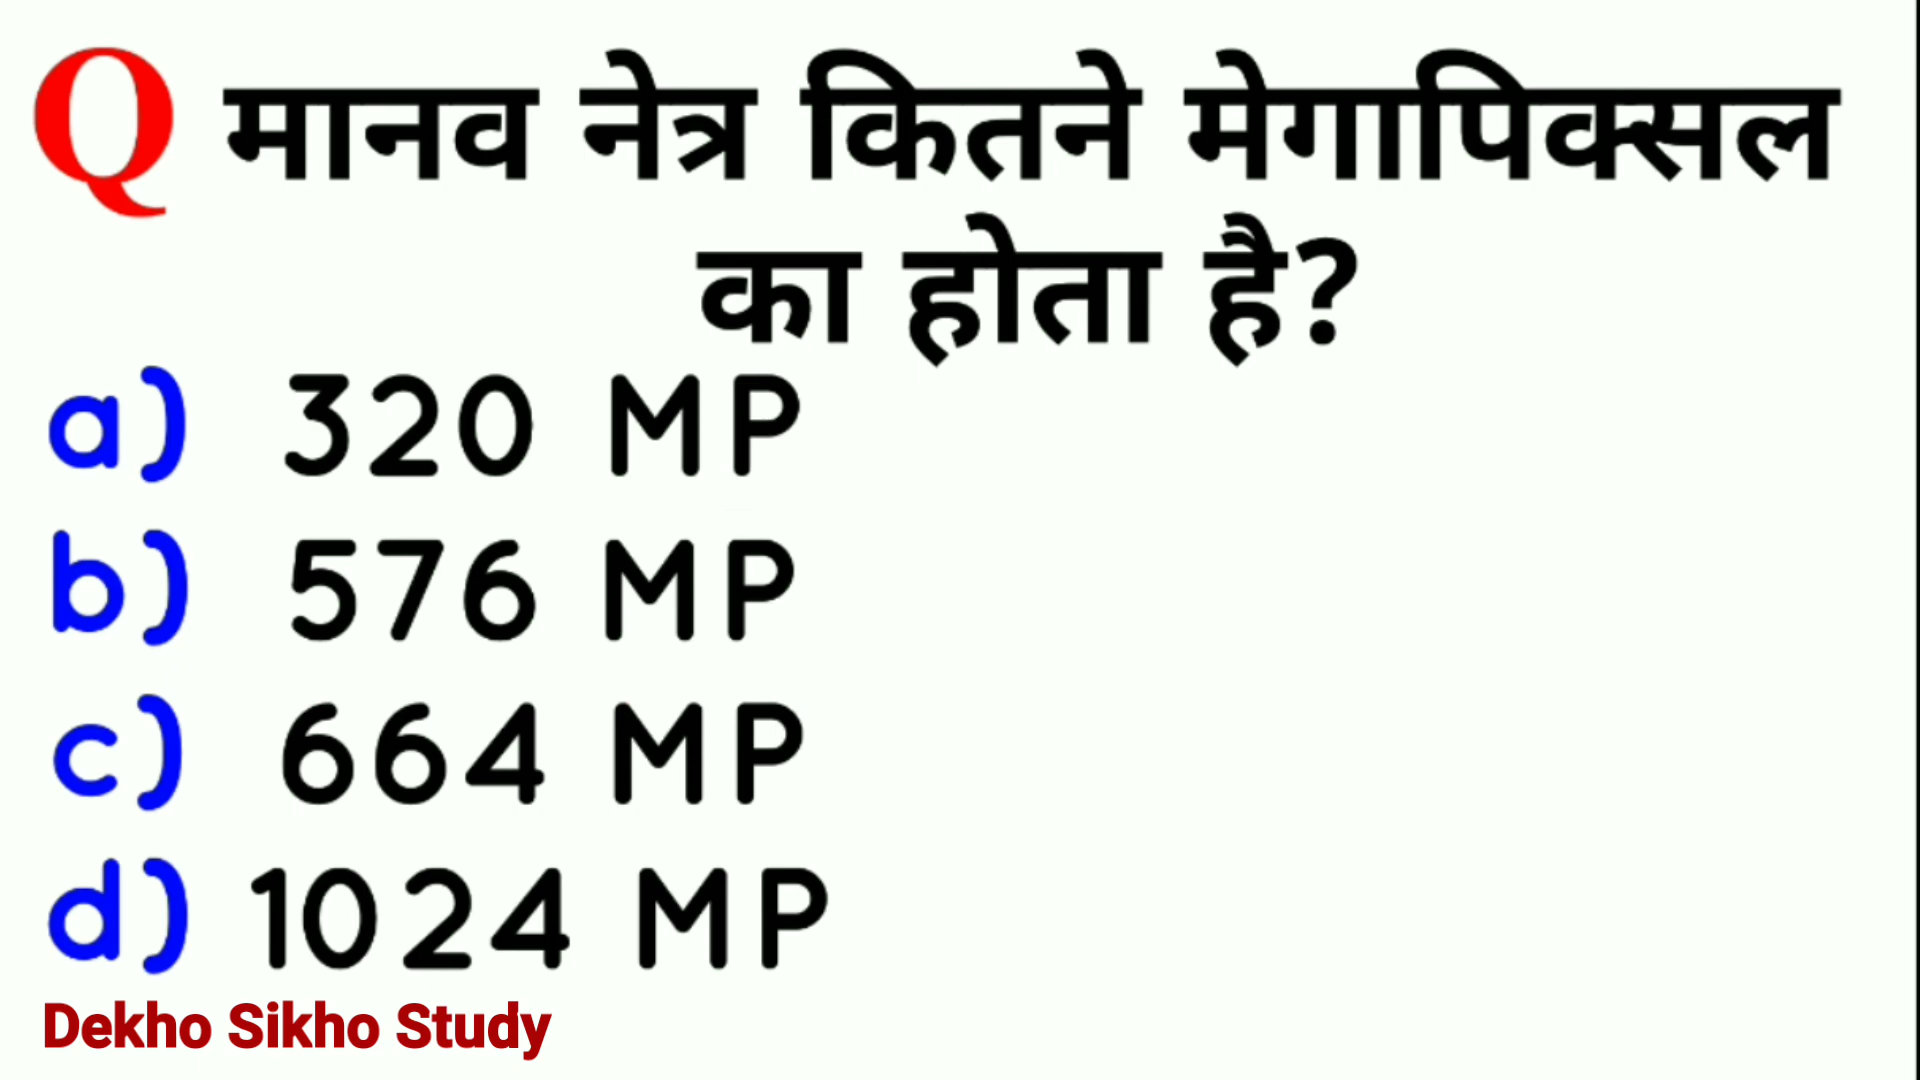 Q मानव नेत्र कितने मेगापिक्सल
का होता है?
a) 320 MP
b) 576 MP
c) 664 MP
d) 1024 MP
Dekho Sikho Study